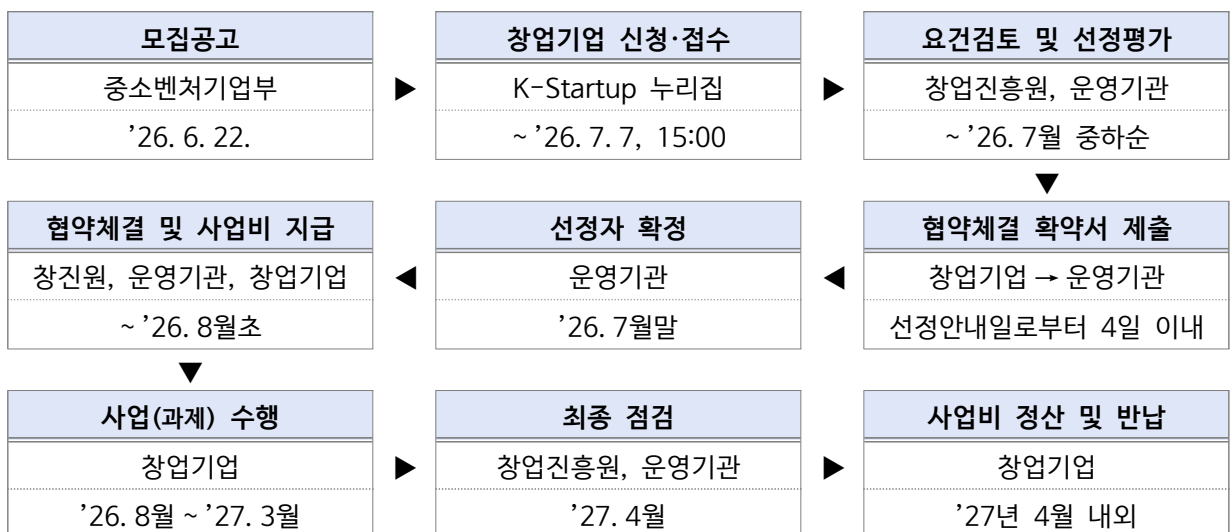 모집공고
중소벤처기업부
’26. 6. 22.
▶
창업기업 신청·접수
K-Startup 누리집
~ ’26. 7. 7, 15:00
▶
요건검토 및 선정평가
창업진흥원, 운영기관
~ ’26. 7월 중하순
▼
협약체결 확약서 제출
창업기업 → 운영기관
선정안내일로부터 4일 이내
◀
선정자 확정
운영기관
’26. 7월말
◀
협약체결 및 사업비 지급
창진원, 운영기관, 창업기업
~ ’26. 8월초
▼
사업(과제) 수행
창업기업
’26. 8월 ~ ’27. 3월
▶
최종 점검
창업진흥원, 운영기관
’27. 4월
▶
사업비 정산 및 반납
창업기업
’27년 4월 내외